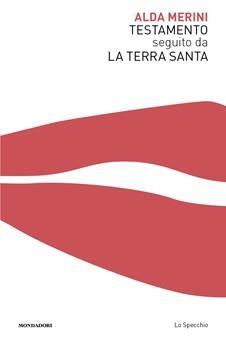 ALDA MERINI
TESTAMENTO
seguito da
LA TERRA SANTA
MONDADORI
Lo Specchio